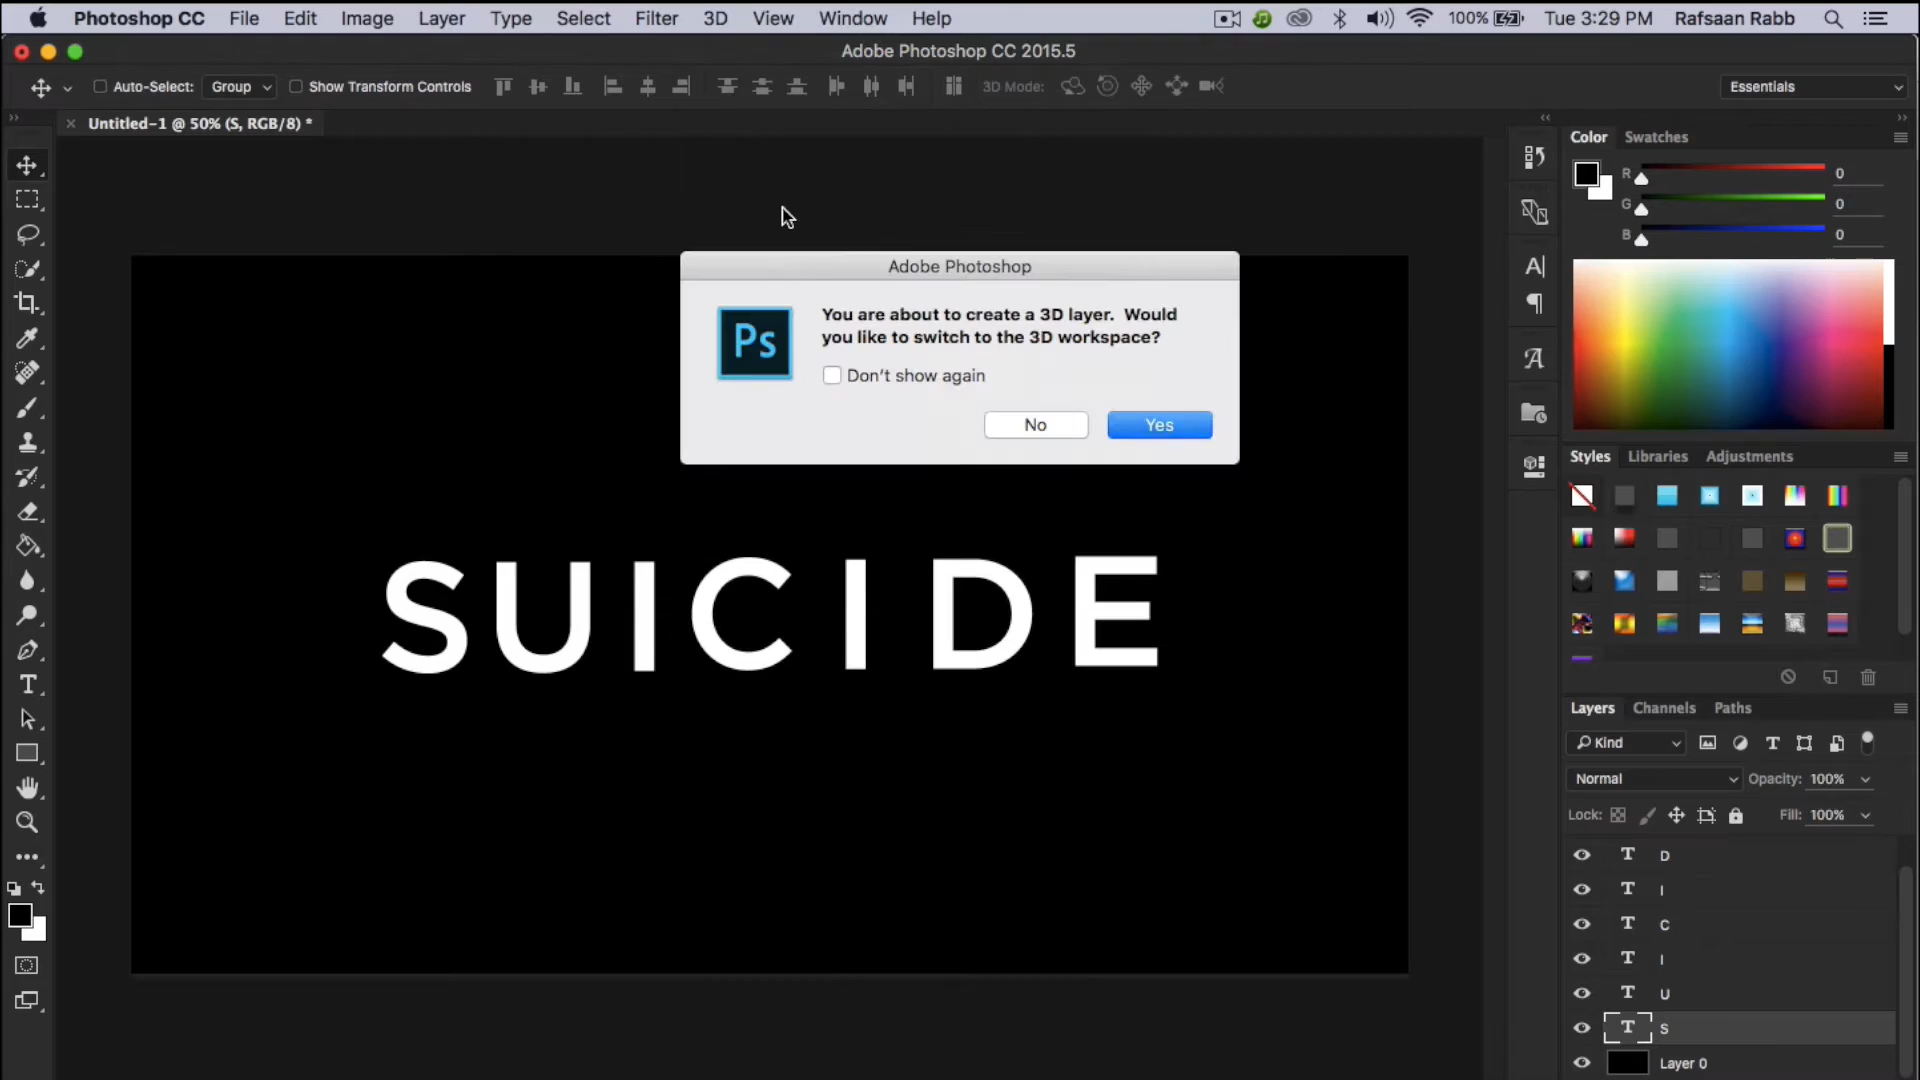 Photoshop CC File Edit Image Layer Type Select Filter 3D View Window Help 100% Tue 3:29 PM Rafsaan Rabb
Adobe Photoshop CC 2015.5
Auto-Select: Group Show Transform Controls 3D Mode: Essentials
× Untitled-1 @ 50% (S, RGB/8) *
Color Swatches
R 0
G 0
B 0
Adobe Photoshop
Ps
You are about to create a 3D layer. Would
you like to switch to the 3D workspace?
Don't show again
No Yes
Styles Libraries Adjustments
SUICIDE
Layers Channels Paths
Kind
Normal Opacity: 100%
Lock: Fill: 100%
T D
T I
T C
T I
T U
T S
Layer 0